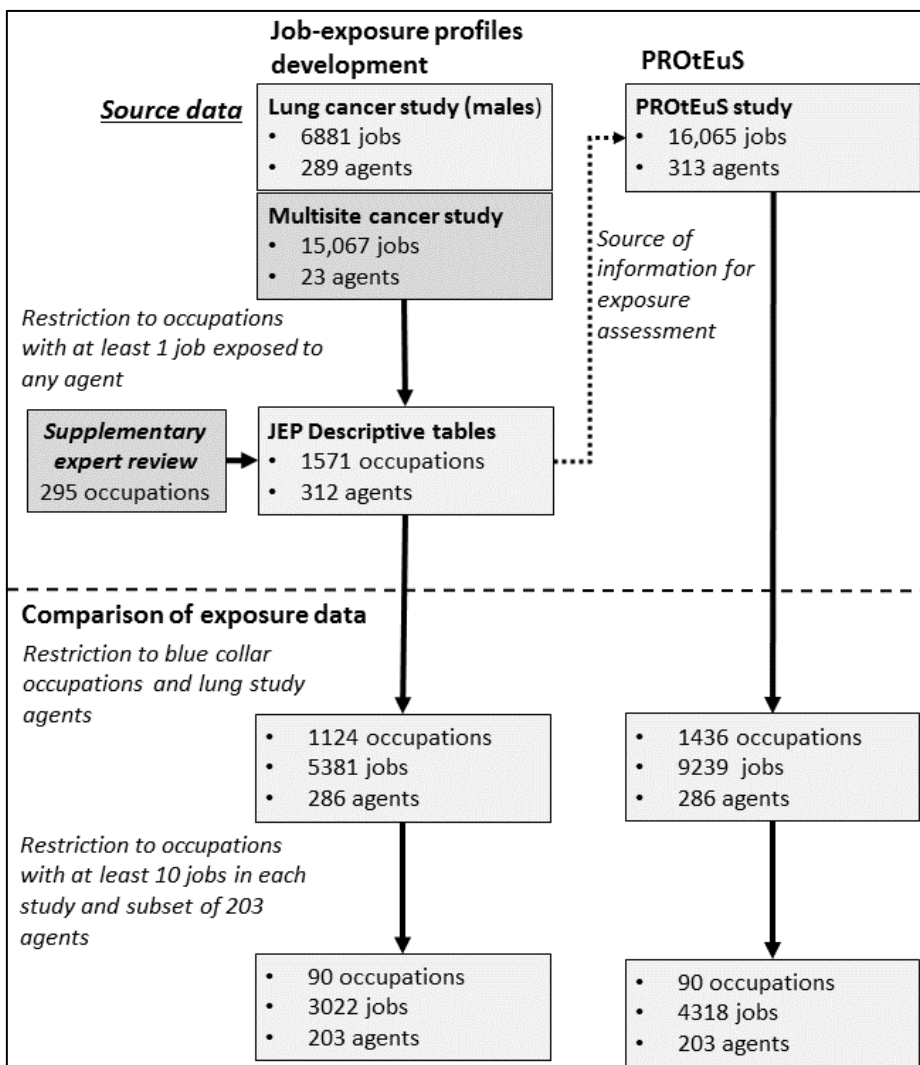 Job-exposure profiles
development
PROtEuS
Source data
Lung cancer study (males)
• 6881 jobs
• 289 agents
PROtEuS study
• 16,065 jobs
• 313 agents
Multisite cancer study
• 15,067 jobs
• 23 agents
Source of
information for
exposure
assessment
Restriction to occupations
with at least 1 job exposed to
any agent
Supplementary
expert review
295 occupations
JEP Descriptive tables
• 1571 occupations
• 312 agents
Comparison of exposure data
Restriction to blue collar
occupations and lung study
agents
• 1124 occupations
• 5381 jobs
• 286 agents
• 1436 occupations
• 9239 jobs
• 286 agents
Restriction to occupations
with at least 10 jobs in each
study and subset of 203
agents
• 90 occupations
• 3022 jobs
• 203 agents
• 90 occupations
• 4318 jobs
• 203 agents